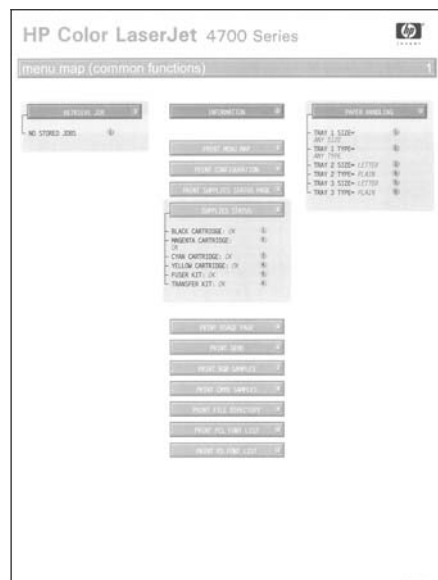 HP Color LaserJet 4700 Series
hp
invent
menu map (common functions)
1
RETRIEVE JOB
NO STORED JOBS
INFORMATION
PRINT MENU MAP
PRINT CONFIGURATION
PRINT SUPPLIES STATUS PAGE
SUPPLIES STATUS
BLACK CARTRIDGE: OK
MAGENTA CARTRIDGE:
OK
CYAN CARTRIDGE: OK
YELLOW CARTRIDGE: OK
FUSER KIT: OK
TRANSFER KIT: OK
PRINT USAGE PAGE
PRINT DEMO
PRINT RGB SAMPLES
PRINT CMYK SAMPLES
PRINT FILE DIRECTORY
PRINT PCL FONT LIST
PRINT PS FONT LIST
PAPER HANDLING
TRAY 1 SIZE=
ANY SIZE
TRAY 1 TYPE=
ANY TYPE
TRAY 2 SIZE= LETTER
TRAY 2 TYPE= PLAIN
TRAY 3 SIZE= LETTER
TRAY 3 TYPE= PLAIN